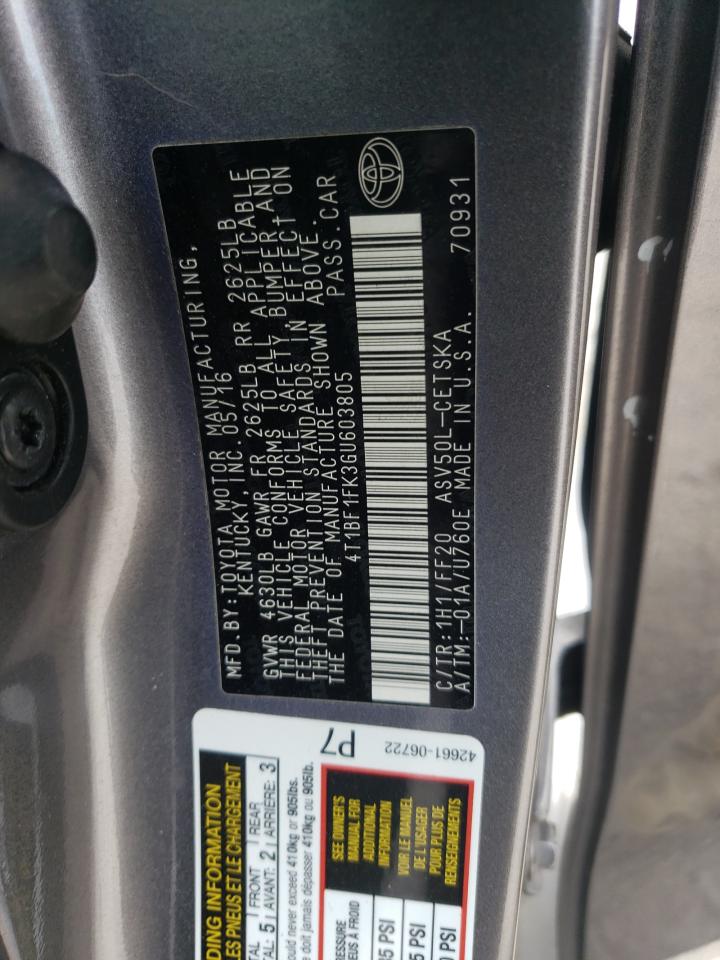 MFD.BY:TOYOTA MOTOR MANUFACTURING,
KENTUCKY, INC. 05/16
GVWR 4630LB GAWR FR 2625LB RR 2625LB
THIS VEHICLE CONFORMS TO ALL APPLICABLE
FEDERAL MOTOR VEHICLE SAFETY, BUMPER, AND
THEFT PREVENTION STANDARDS IN EFFECT ON
THE DATE OF MANUFACTURE SHOWN ABOVE.
4T1BF1FK3GU603805 PASS.CAR
C/TR:1H1/FF20 ASV50L-CETSKA
A/TM:-01A/U760E MADE IN U.S.A. 70931
P7
42661-06722
INFORMATION
LES PNEUS ET LE CHARGEMENT
FRONT REAR
5 AVANT: 2 ARRIERE: 3
never exceed 410kg or 905lbs.
doit jamais dépasser 410kg ou 905lb.
À FROID
PSI
PSI
PSI
SEE OWNER'S
MANUAL FOR
ADDITIONAL
INFORMATION
VOIR LE MANUEL
DE L'USAGER
POUR PLUS DE
RENSEIGNEMENTS